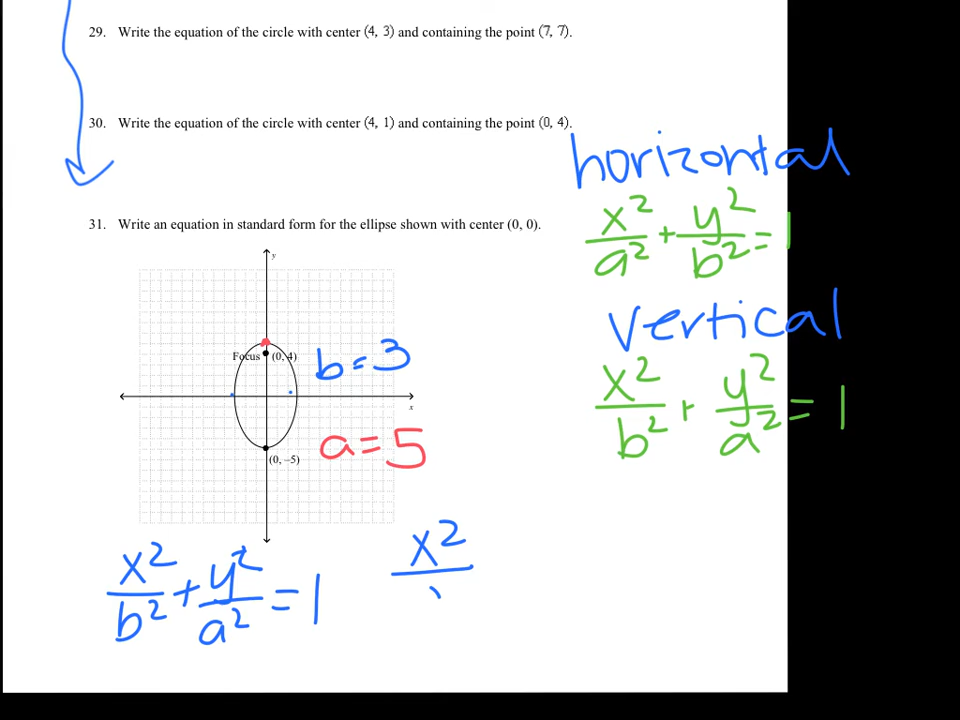 29. Write the equation of the circle with center (4, 3) and containing the point (7, 7).
30. Write the equation of the circle with center (4, 1) and containing the point (0, 4).
horizontal
x²/a² + y²/b² = 1
31. Write an equation in standard form for the ellipse shown with center (0, 0).
y
vertical
Focus (0, 4)
b = 3
x²/b² + y²/a² = 1
x
a = 5
(0, −5)
x²/b² + y²/a² = 1
x²